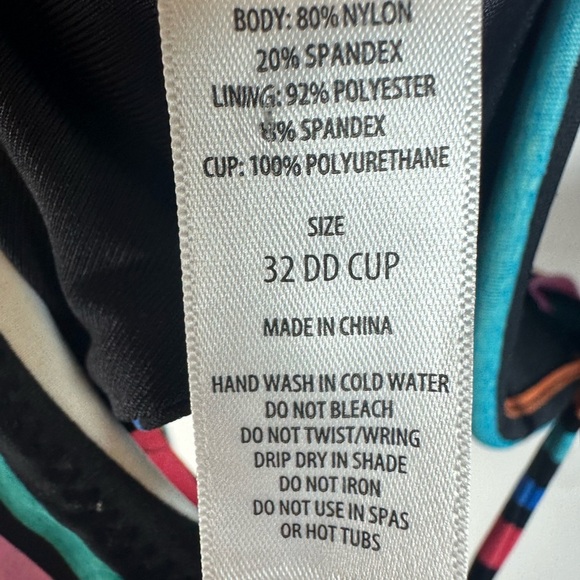 BODY: 80% NYLON
20% SPANDEX
LINING: 92% POLYESTER
8% SPANDEX
CUP: 100% POLYURETHANE
SIZE
32 DD CUP
MADE IN CHINA
HAND WASH IN COLD WATER
DO NOT BLEACH
DO NOT TWIST/WRING
DRIP DRY IN SHADE
DO NOT IRON
DO NOT USE IN SPAS
OR HOT TUBS